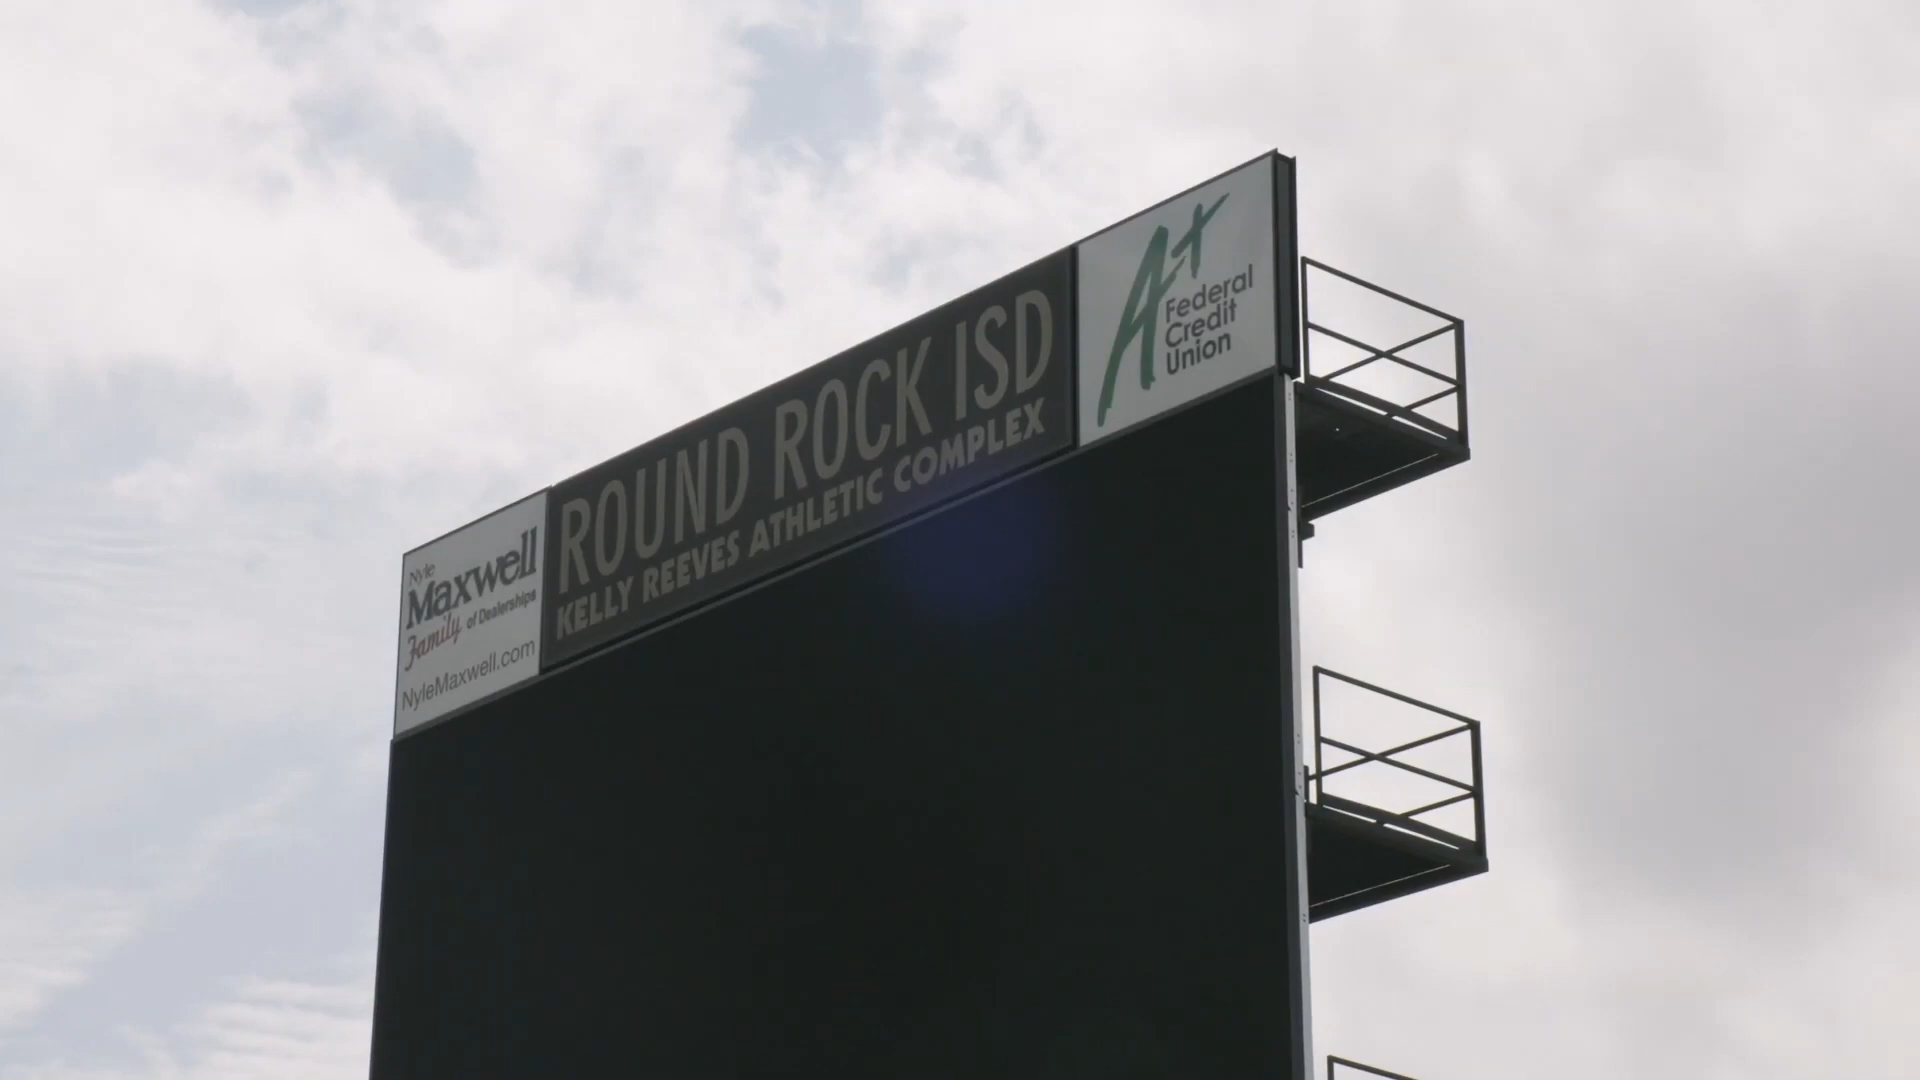 Nyle
Maxwell
Family of Dealerships
NyleMaxwell.com
ROUND ROCK ISD
KELLY REEVES ATHLETIC COMPLEX
A+
Federal
Credit
Union